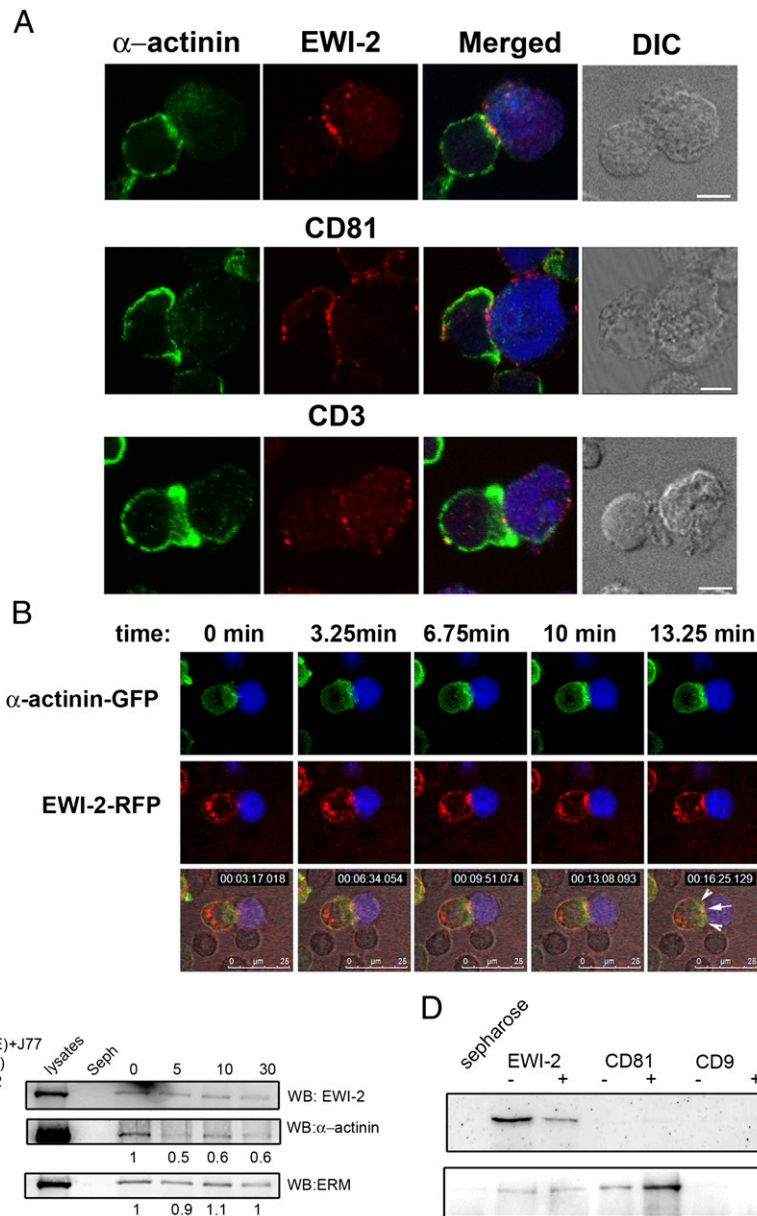 A
α–actinin EWI-2 Merged DIC
CD81
CD3
B
time: 0 min 3.25min 6.75min 10 min 13.25 min
α-actinin-GFP
EWI-2-RFP
00:03:17.018 00:06:34.054 00:09:51.074 00:13:08.093 00:16:25.129
0 µm 25 0 µm 25 0 µm 25 0 µm 25 0 µm 25
E)+J77
)
2
lysates Seph 0 5 10 30
WB: EWI-2
WB:α–actinin
1 0.5 0.6 0.6
WB:ERM
1 0.9 1.1 1
D
sepharose EWI-2 CD81 CD9
- + - + - +